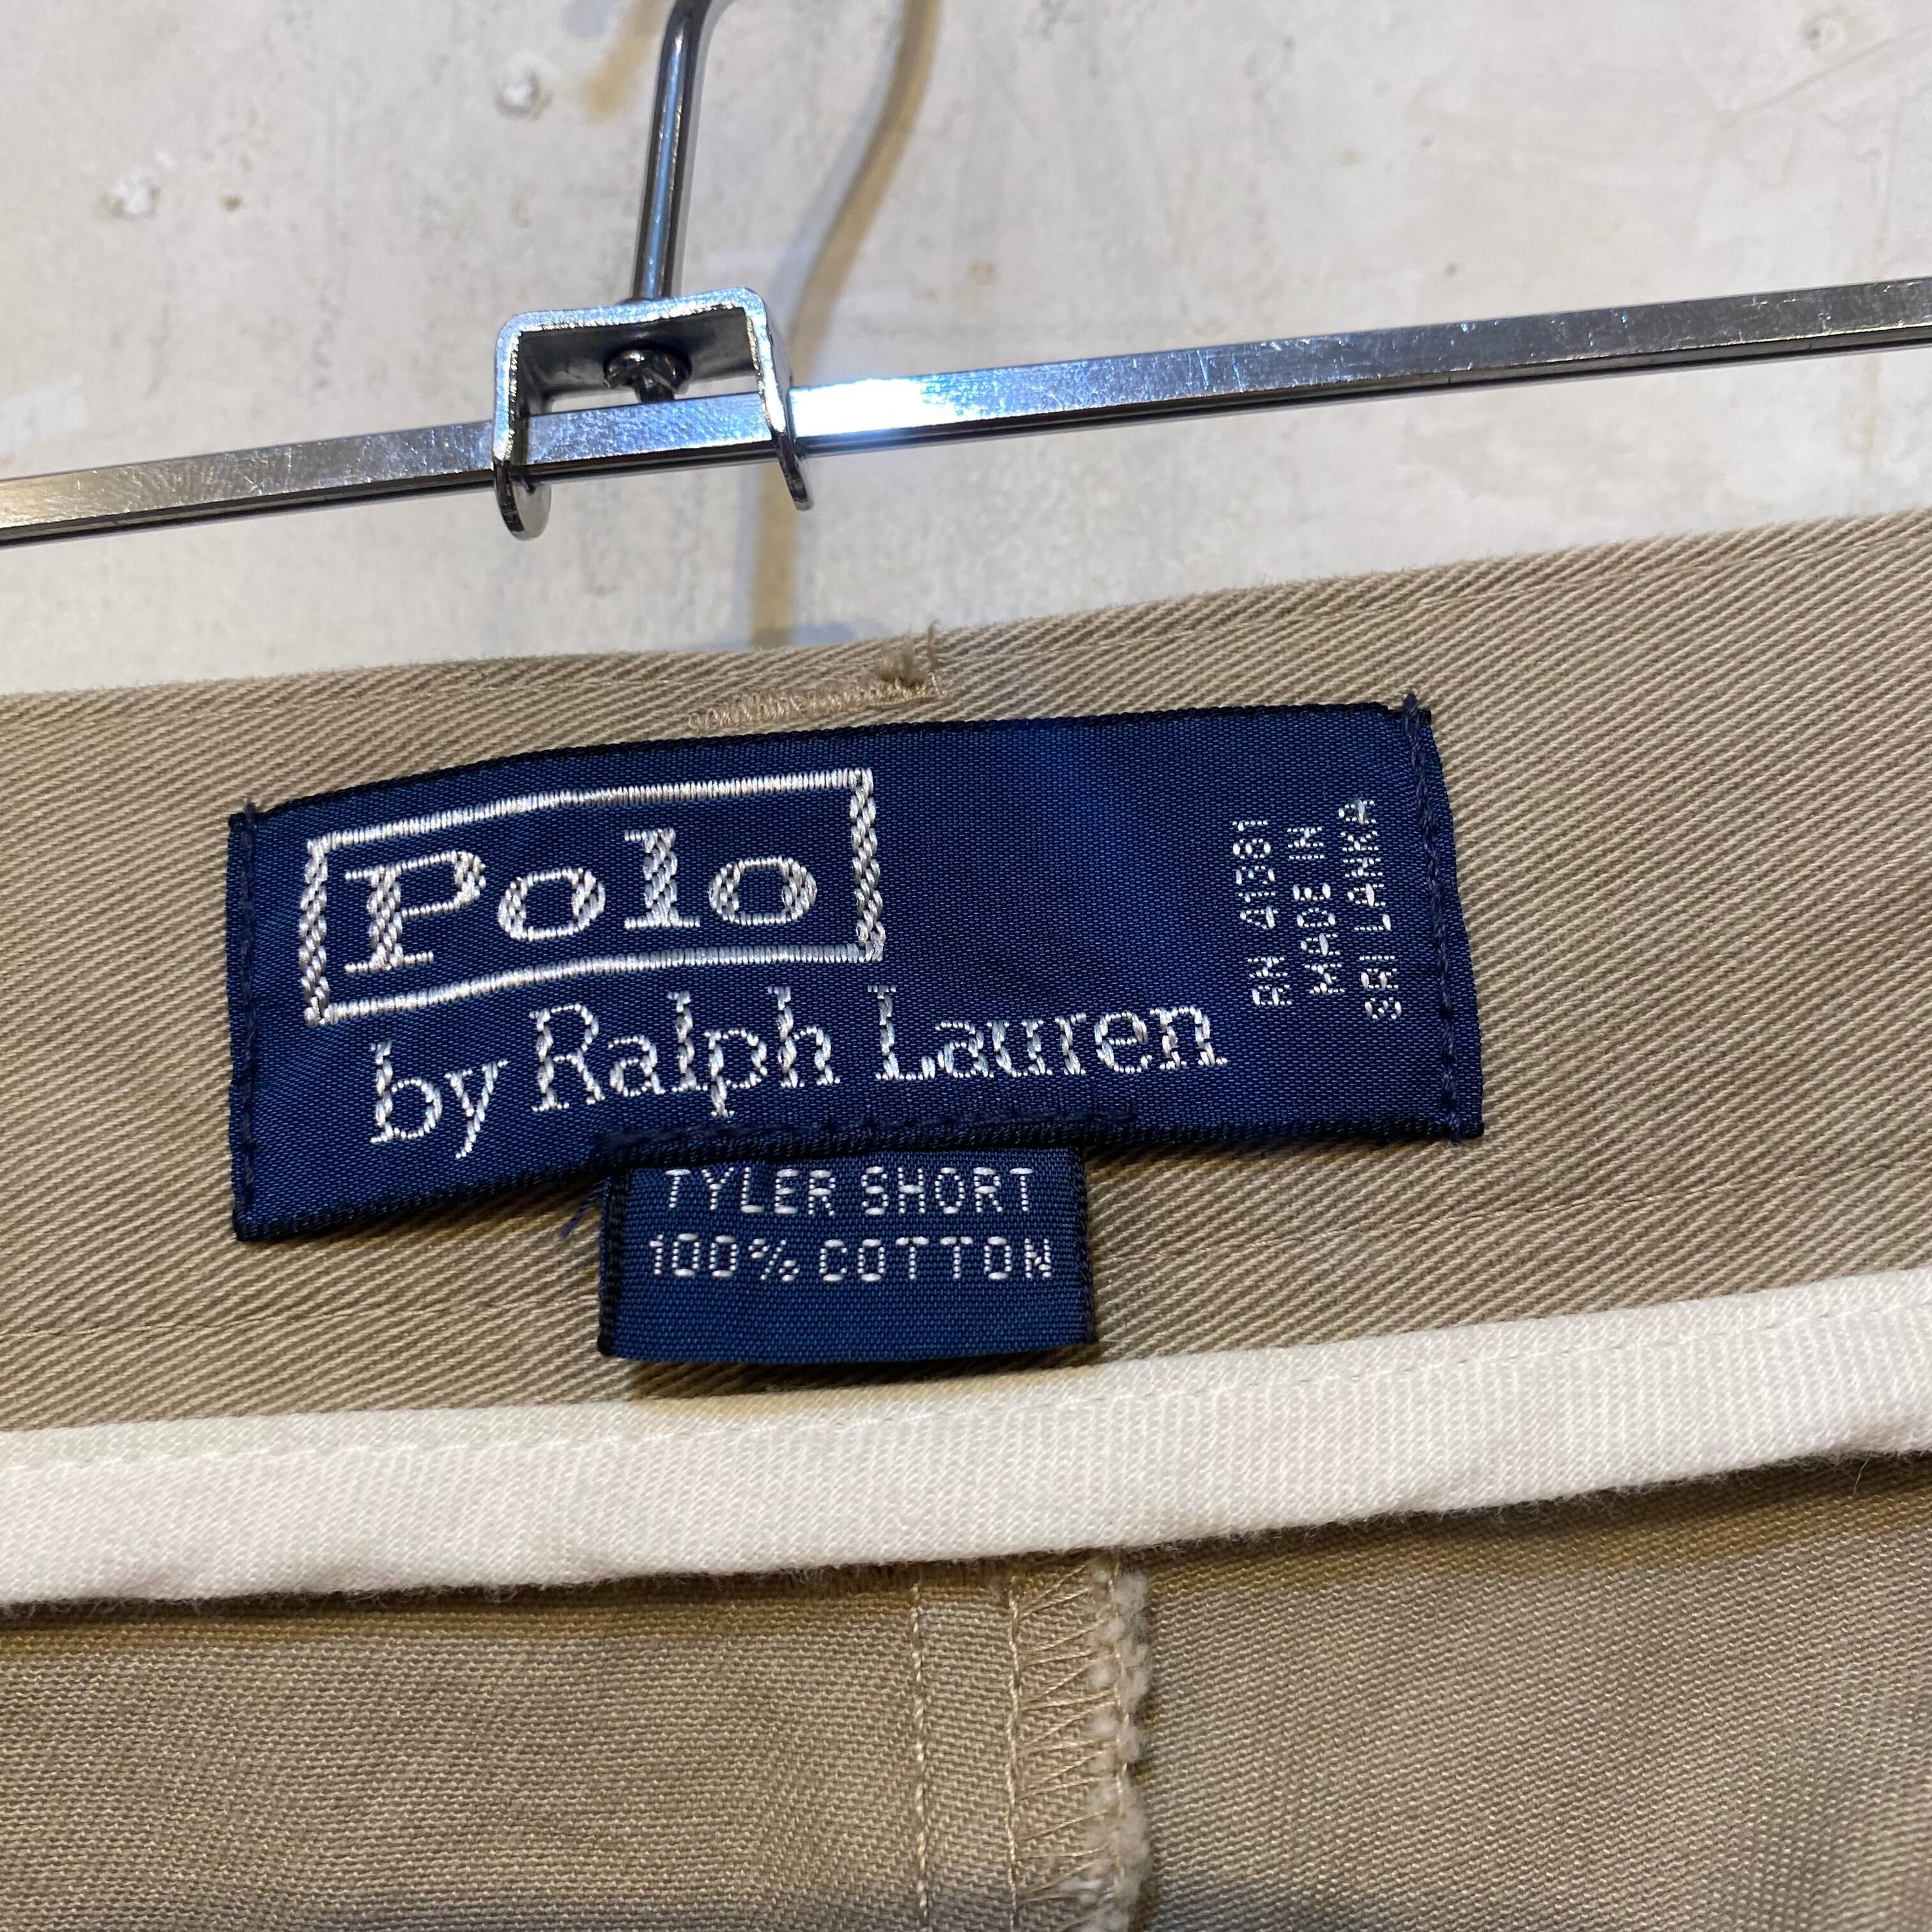 Polo
by Ralph Lauren
RN 41381
MADE IN
SRI LANKA
TYLER SHORT
100% COTTON